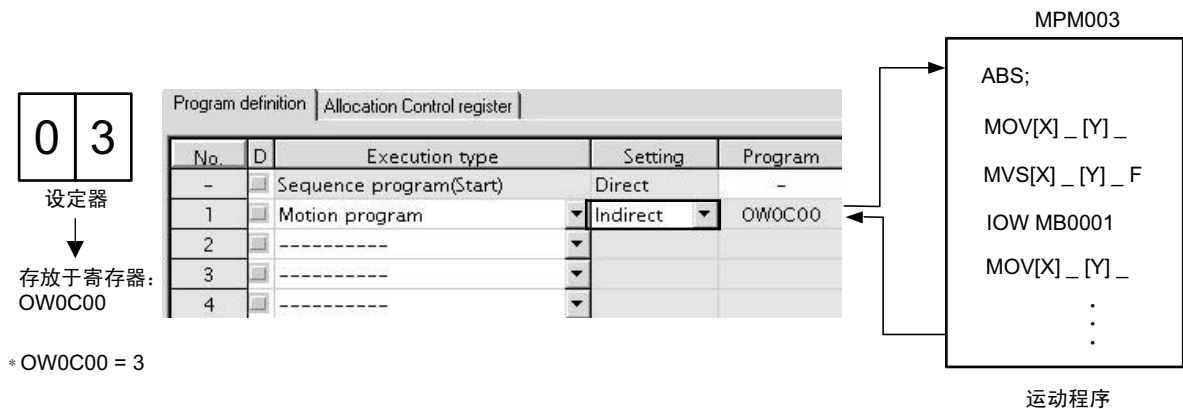 MPM003
ABS;
MOV[X] _ [Y] _
MVS[X] _ [Y] _ F
IOW MB0001
MOV[X] _ [Y] _
.
.
.
运动程序
0 3
设定器
存放于寄存器：
OW0C00
* OW0C00 = 3
Program definition Allocation Control register
No. D Execution type Setting Program
- Sequence program(Start) Direct -
1 Motion program Indirect OW0C00
2 ----------
3 ----------
4 ----------